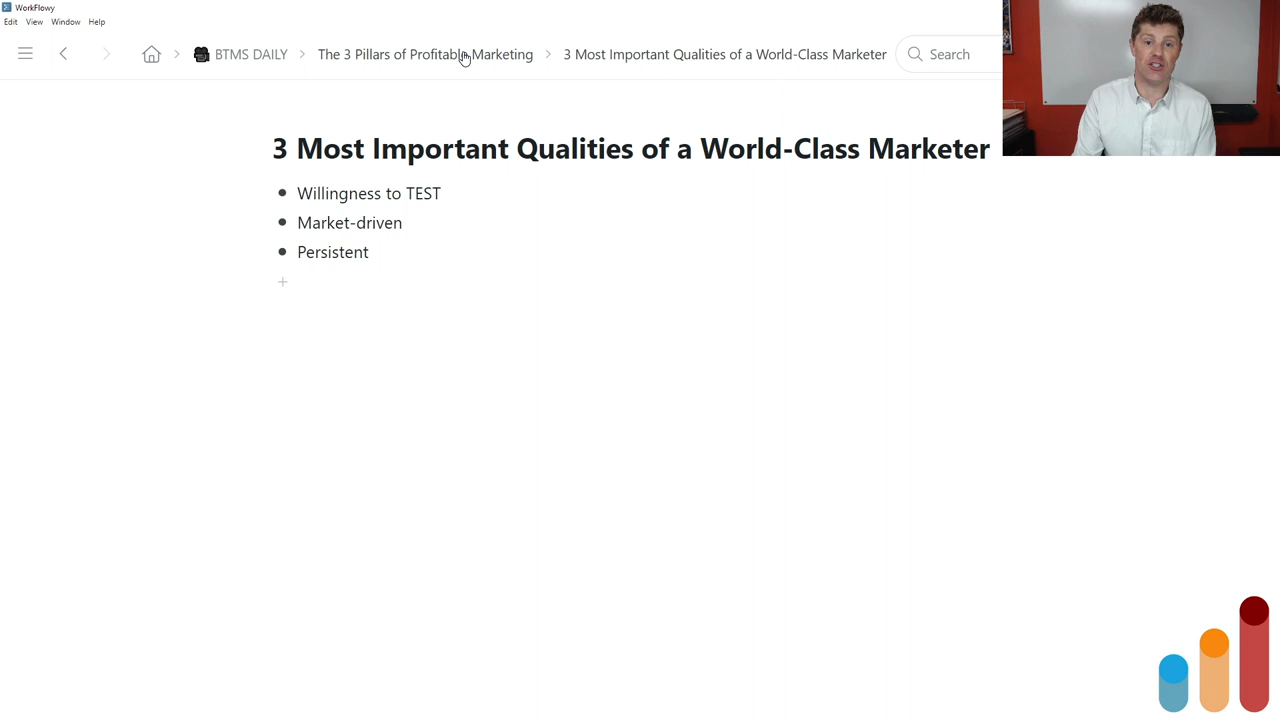 WorkFlowy
Edit View Window Help
BTMS DAILY The 3 Pillars of Profitable Marketing 3 Most Important Qualities of a World-Class Marketer Search
3 Most Important Qualities of a World-Class Marketer
Willingness to TEST
Market-driven
Persistent